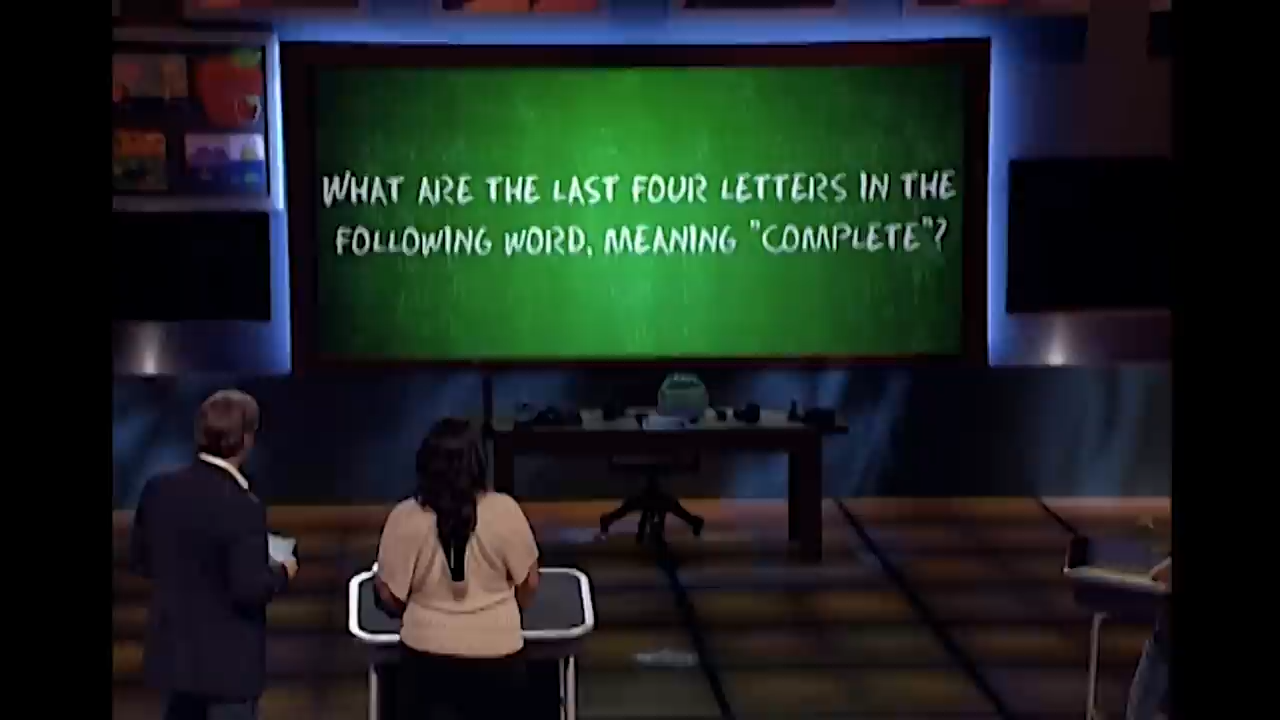 WHAT ARE THE LAST FOUR LETTERS IN THE
FOLLOWING WORD, MEANING "COMPLETE"?